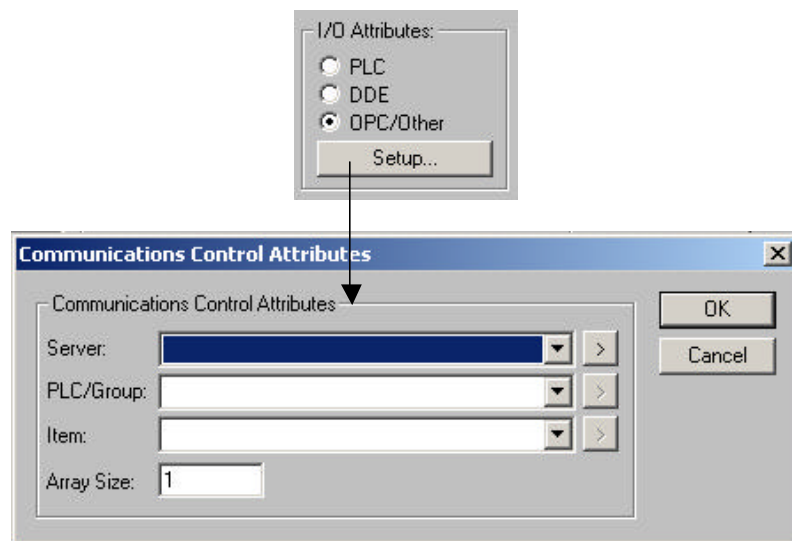 I/O Attributes:
PLC
DDE
OPC/Other
Setup...
Communications Control Attributes
Communications Control Attributes
OK
Server:
>
Cancel
PLC/Group:
>
Item:
>
Array Size: 1